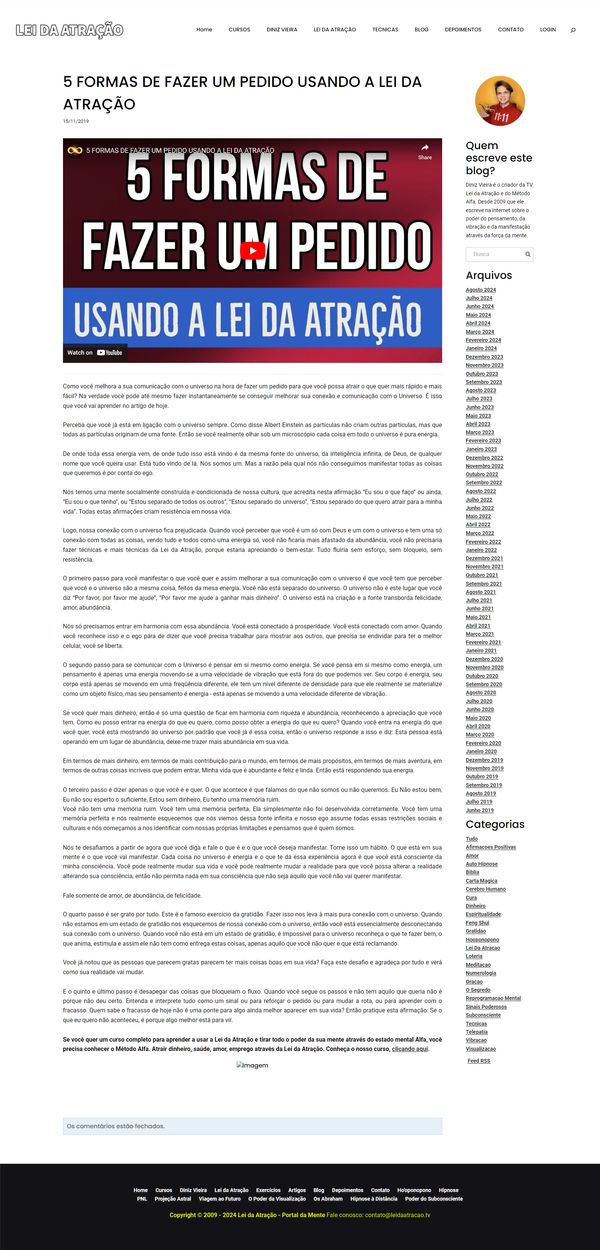 LEI DA ATRAÇÃO
Home CURSOS DINIZ VIEIRA LEI DA ATRAÇÃO TECNICAS BLOG DEPOIMENTOS CONTATO LOGIN
5 FORMAS DE FAZER UM PEDIDO USANDO A LEI DA
ATRAÇÃO
15/11/2019
5 FORMAS DE FAZER UM PEDIDO USANDO A LEI DA ATRAÇÃO
Share
5 FORMAS DE
FAZER UM PEDIDO
USANDO A LEI DA ATRAÇÃO
Watch on YouTube
Como você melhora a sua comunicação com o universo na hora de fazer um pedido para que você possa atrair o que quer mais rápido e mais
fácil? Na verdade você pode até mesmo fazer instantaneamente se conseguir melhorar sua conexão e comunicação com o Universo. É isso
que você vai aprender no artigo de hoje.
Perceba que você já está em ligação com o universo sempre. Como disse Albert Einstein as partículas não criam outras partículas, mas que
todas as partículas originam de uma fonte. Então se você realmente olhar sob um microscópio cada coisa em todo o universo é pura energia.
De onde toda essa energia vem, de onde tudo isso está vindo é da mesma fonte do universo, da inteligência infinita, de Deus, de qualquer
nome que você queira usar. Está tudo vindo de lá. Nós somos um. Mas a razão pela qual nós não conseguimos manifestar todas as coisas
que queremos é por conta do ego.
Nós temos uma mente socialmente construída e condicionada de nossa cultura, que acredita nesta afirmação "Eu sou o que faço" ou ainda,
"Eu sou o que tenho", ou "Estou separado de todos os outros", "Estou separado do universo", "Estou separado do que quero atrair para a minha
vida". Todas estas afirmações criam resistência em nossa vida.
Logo, nossa conexão com o universo fica prejudicada. Quando você perceber que você é um só com Deus e um com o universo e tem uma só
conexão com todas as coisas, vendo tudo e todos como uma energia só, você não ficaria mais afastado da abundância, você não precisaria
fazer técnicas e mais técnicas da Lei da Atração, porque estaria apreciando o bem-estar. Tudo fluiria sem esforço, sem bloqueio, sem
resistência.
O primeiro passo para você manifestar o que você quer e assim melhorar a sua comunicação com o universo é que você tem que perceber
que você e o universo são a mesma coisa, feitos da mesa energia. Você não está separado do universo. O universo não é este lugar que você
diz "Por favor, por favor me ajude", "Por favor me ajude a ganhar mais dinheiro". O universo está na criação e a fonte transborda felicidade,
amor, abundância.
Nós só precisamos entrar em harmonia com essa abundância. Você está conectado à prosperidade. Você está conectado com amor. Quando
você reconhece isso e o ego pára de dizer que você precisa trabalhar para mostrar aos outros, que precisa se endividar para ter o melhor
celular, você se liberta.
O segundo passo para se comunicar com o Universo é pensar em si mesmo como energia. Se você pensa em si mesmo como energia, um
pensamento é apenas uma energia movendo-se a uma velocidade de vibração que está fora do que podemos ver. Seu corpo é energia, seu
corpo está apenas se movendo em uma freqüência diferente, ele tem um nível diferente de densidade para que ele realmente se materialize
como um objeto físico, mas seu pensamento é energia - está apenas se movendo a uma velocidade diferente de vibração.
Se você quer mais dinheiro, então é só uma questão de ficar em harmonia com riqueza e abundância, reconhecendo a apreciação que você
tem, Como eu posso entrar na energia do que eu quero, como posso obter a energia do que eu quero? Quando você entra na energia do
que você quer, você está mostrando ao universo por padrão que você já é essa coisa, então o universo responde a isso e diz: Esta pessoa está
operando em um lugar de abundância, deixe-me trazer mais abundância em sua vida.
Em termos de mais dinheiro, em termos de mais contribuição para o mundo, em termos de mais propósitos, em termos de mais aventura, em
termos de outras coisas incríveis que podem entrar, Minha vida que é abundante e feliz e linda. Então está respondendo sua energia.
O terceiro passo é dizer apenas o que você é e quer. O que acontece é que falamos do que não somos ou não queremos. Eu Não estou bem,
Eu não sou esperto o suficiente, Estou sem dinheiro, Eu tenho uma memória ruim.
Você não tem uma memória ruim. Você tem uma memória perfeita. Ela simplesmente não foi desenvolvida corretamente. Você tem uma
memória perfeita e nós realmente esquecemos que nós viemos dessa fonte infinita e nosso ego assume todas essas restrições sociais e
culturais e nós começamos a nos identificar com nossas próprias limitações e pensamos que é quem somos.
Nós te desafiamos a partir de agora que você diga e fale o que é e o que você deseja manifestar. Torne isso um hábito. O que está em sua
mente é o que você vai manifestar. Cada coisa no universo é energia e o que te dá essa experiência agora é que você está consciente da
minha consciência. Você pode realmente mudar sua vida e você pode realmente mudar a realidade para que você possa alterar a realidade
alterando sua consciência, então não permita nada em sua consciência que não seja aquilo que você não vai querer manifestar.
Fale somente de amor, de abundância, de felicidade.
O quarto passo é ser grato por tudo. Este é o famoso exercício da gratidão. Fazer isso nos leva à mais pura conexão com o universo. Quando
não estamos em um estado de gratidão nos esquecemos de nossa conexão com o universo, então você está essencialmente desconectando
sua conexão com o universo. Quando você não está em um estado de gratidão, é impossível para o universo reconheça o que te fazer bem, o
que anima, estimula e assim ele não tem como entrega estas coisas, apenas aquilo que você não quer e que está reclamando.
Você já notou que as pessoas que parecem gratas parecem ter mais coisas boas em sua vida? Faça este desafio e agradeça por tudo e verá
como sua realidade vai mudar.
E o quinto e último passo é desapegar das coisas que bloqueiam o fluxo. Quando você segue os passos e não tem aquilo que queria não é
porque não deu certo. Entenda e interprete tudo como um sinal ou para reforçar o pedido ou para mudar a rota, ou para aprender com o
fracasso. Quem sabe o fracasso de hoje não é uma ponte para algo ainda melhor aparecer em sua vida? Então pratique esta afirmação: Se o
que eu quero não aconteceu, é porque algo melhor está para vir.
Se você quer um curso completo para aprender a usar a Lei da Atração e tirar todo o poder da sua mente através do estado mental Alfa, você
precisa conhecer o Método Alfa. Atrair dinheiro, saúde, amor, emprego através da Lei da Atração. Conheça o nosso curso, clicando aqui.
Imagem
Os comentários estão fechados.
Quem
escreve este
blog?
Diniz Vieira é o criador da TV
Lei da Atração e do Método
Alfa. Desde 2009 que ele
escreve na Internet sobre o
poder do pensamento, da
vibração e da manifestação
através da força da mente.
Busca
Arquivos
Agosto 2024
Julho 2024
Junho 2024
Maio 2024
Abril 2024
Março 2024
Fevereiro 2024
Janeiro 2024
Dezembro 2023
Novembro 2023
Outubro 2023
Setembro 2023
Agosto 2023
Julho 2023
Junho 2023
Maio 2023
Abril 2023
Março 2023
Fevereiro 2023
Janeiro 2023
Dezembro 2022
Novembro 2022
Outubro 2022
Setembro 2022
Agosto 2022
Julho 2022
Junho 2022
Maio 2022
Abril 2022
Março 2022
Fevereiro 2022
Janeiro 2022
Dezembro 2021
Novembro 2021
Outubro 2021
Setembro 2021
Agosto 2021
Julho 2021
Junho 2021
Maio 2021
Abril 2021
Março 2021
Fevereiro 2021
Janeiro 2021
Dezembro 2020
Novembro 2020
Outubro 2020
Setembro 2020
Agosto 2020
Julho 2020
Junho 2020
Maio 2020
Abril 2020
Março 2020
Fevereiro 2020
Janeiro 2020
Dezembro 2019
Novembro 2019
Outubro 2019
Setembro 2019
Agosto 2019
Julho 2019
Junho 2019
Categorias
Tudo
Afirmacoes Positivas
Amor
Auto Hipnose
Biblia
Carta Magica
Cerebro Humano
Cura
Dinheiro
Espiritualidade
Feng Shui
Gratidao
Hooponopono
Lei Da Atracao
Loteria
Meditacao
Numerologia
Oracao
O Segredo
Reprogramacao Mental
Sinais Poderosos
Subconsciente
Tecnicas
Telepatia
Vibracao
Visualizacao
Feed RSS
Home Cursos Diniz Vieira Lei da Atração Exercícios Artigos Blog Depoimentos Contato Ho'oponopono Hipnose
PNL Projeção Astral Viagem ao Futuro O Poder da Visualização Os Abraham Hipnose à Distância Poder do Subconsciente
Copyright © 2009 - 2024 Lei da Atração - Portal da Mente Fale conosco: contato@leidaatracao.tv